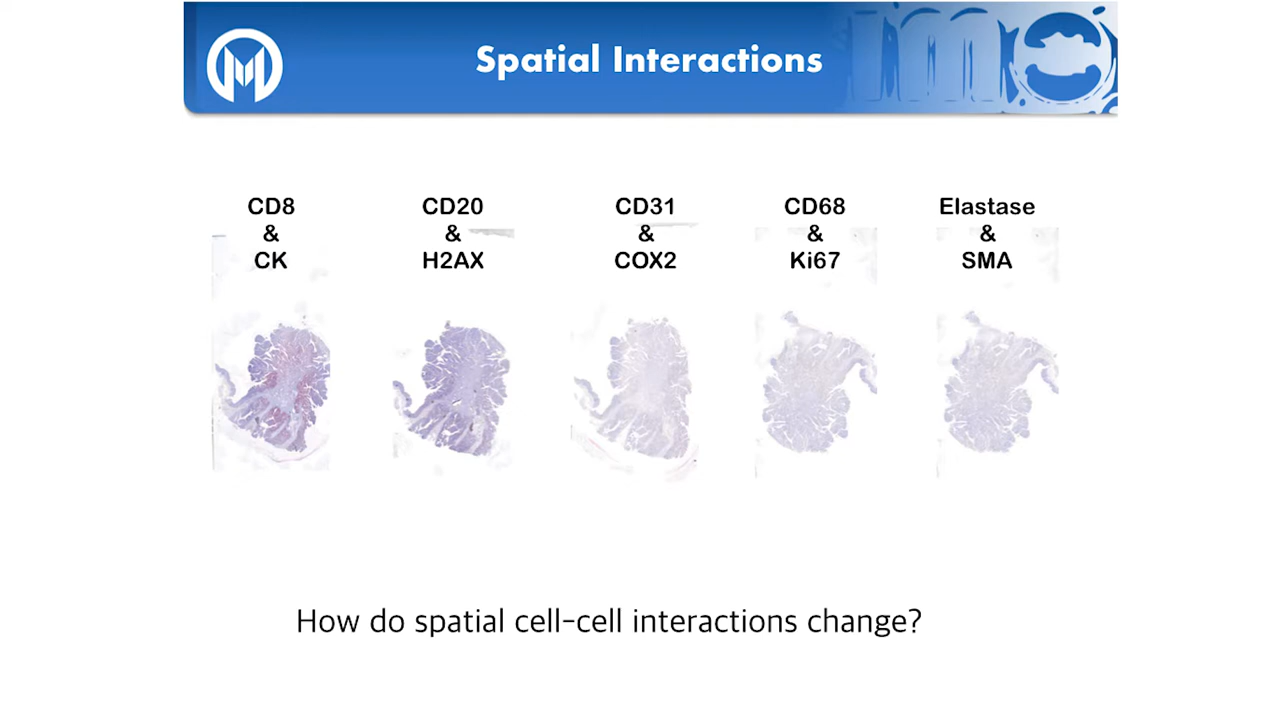 Spatial Interactions
CD8
&
CK
CD20
&
H2AX
CD31
&
COX2
CD68
&
Ki67
Elastase
&
SMA
How do spatial cell-cell interactions change?